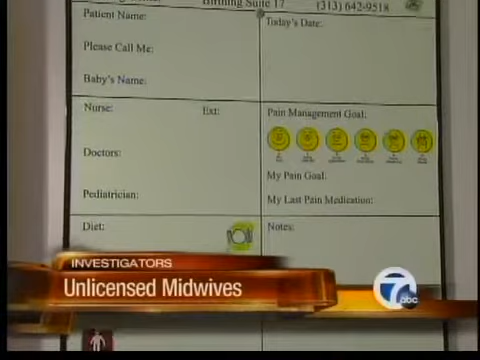 Birthing Suite 17
(313) 642-9518
Patient Name:
Today's Date:
Please Call Me:
Baby's Name:
Nurse:
Ext:
Pain Management Goal:
Doctors:
My Pain Goal:
Pediatrician:
My Last Pain Medication:
Diet:
Notes:
INVESTIGATORS
Unlicensed Midwives
7
abc